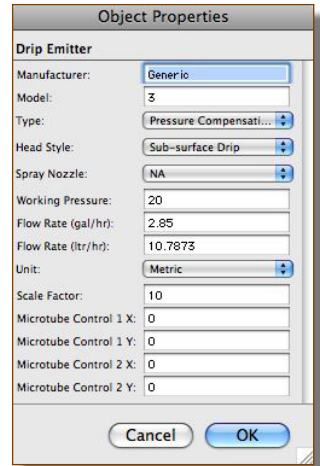 Object Properties
Drip Emitter
Manufacturer: Generic
Model: 3
Type: Pressure Compensati...
Head Style: Sub-surface Drip
Spray Nozzle: NA
Working Pressure: 20
Flow Rate (gal/hr): 2.85
Flow Rate (ltr/hr): 10.7873
Unit: Metric
Scale Factor: 10
Microtube Control 1 X: 0
Microtube Control 1 Y: 0
Microtube Control 2 X: 0
Microtube Control 2 Y: 0
Cancel OK